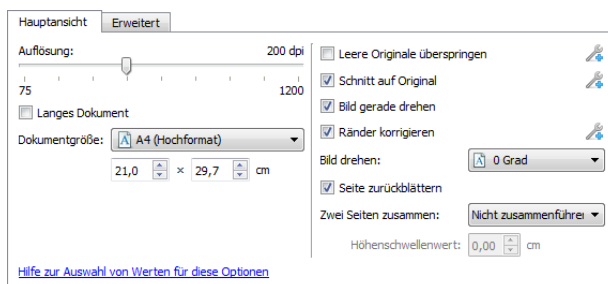 Hauptansicht Erweitert
Auflösung: 200 dpi
75 1200
Langes Dokument
Dokumentgröße: A4 (Hochformat)
21,0 × 29,7 cm
Hilfe zur Auswahl von Werten für diese Optionen
Leere Originale überspringen
Schnitt auf Original
Bild gerade drehen
Ränder korrigieren
Bild drehen: 0 Grad
Seite zurückblättern
Zwei Seiten zusammen: Nicht zusammenführen
Höhenschwellenwert: 0,00 cm